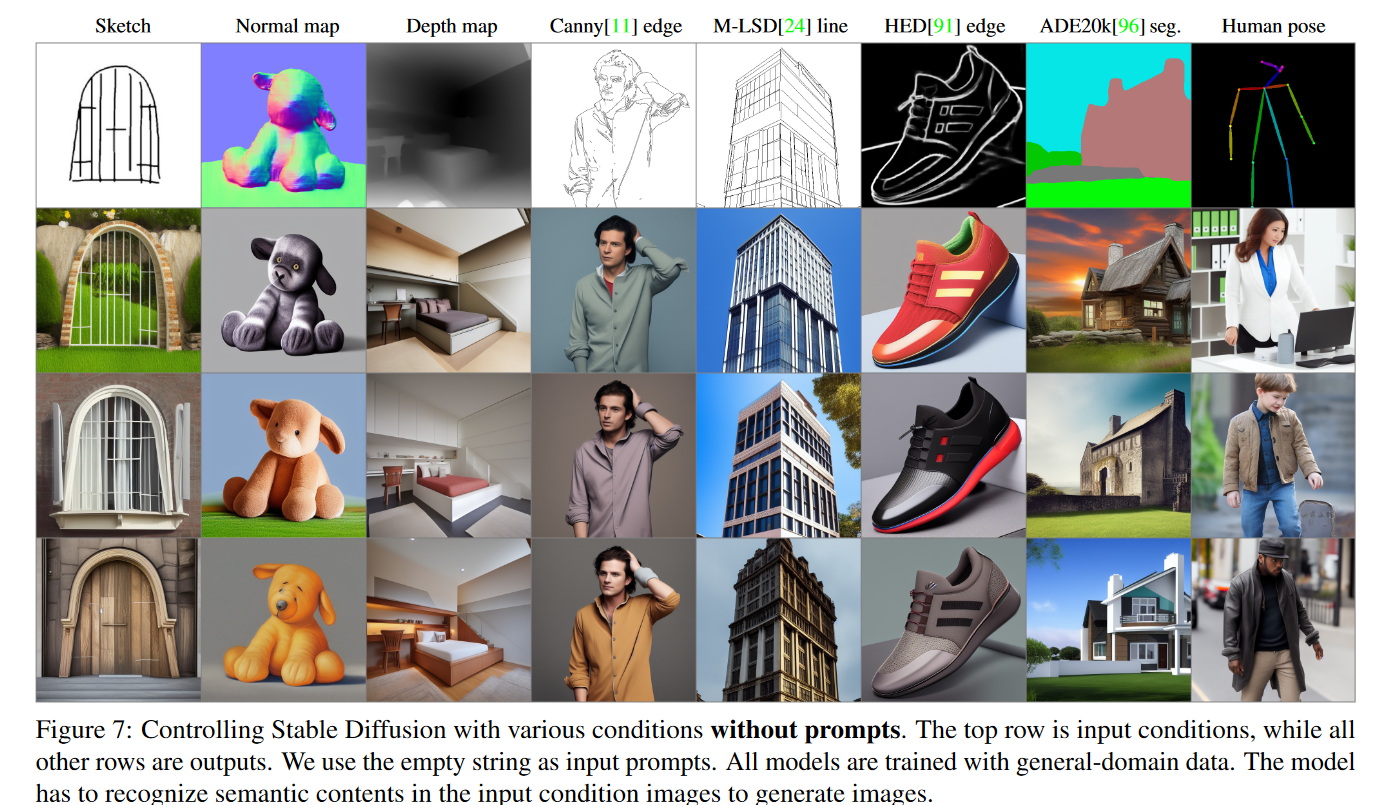 Sketch Normal map Depth map Canny[11] edge M-LSD[24] line HED[91] edge ADE20k[96] seg. Human pose
Figure 7: Controlling Stable Diffusion with various conditions without prompts. The top row is input conditions, while all
other rows are outputs. We use the empty string as input prompts. All models are trained with general-domain data. The model
has to recognize semantic contents in the input condition images to generate images.